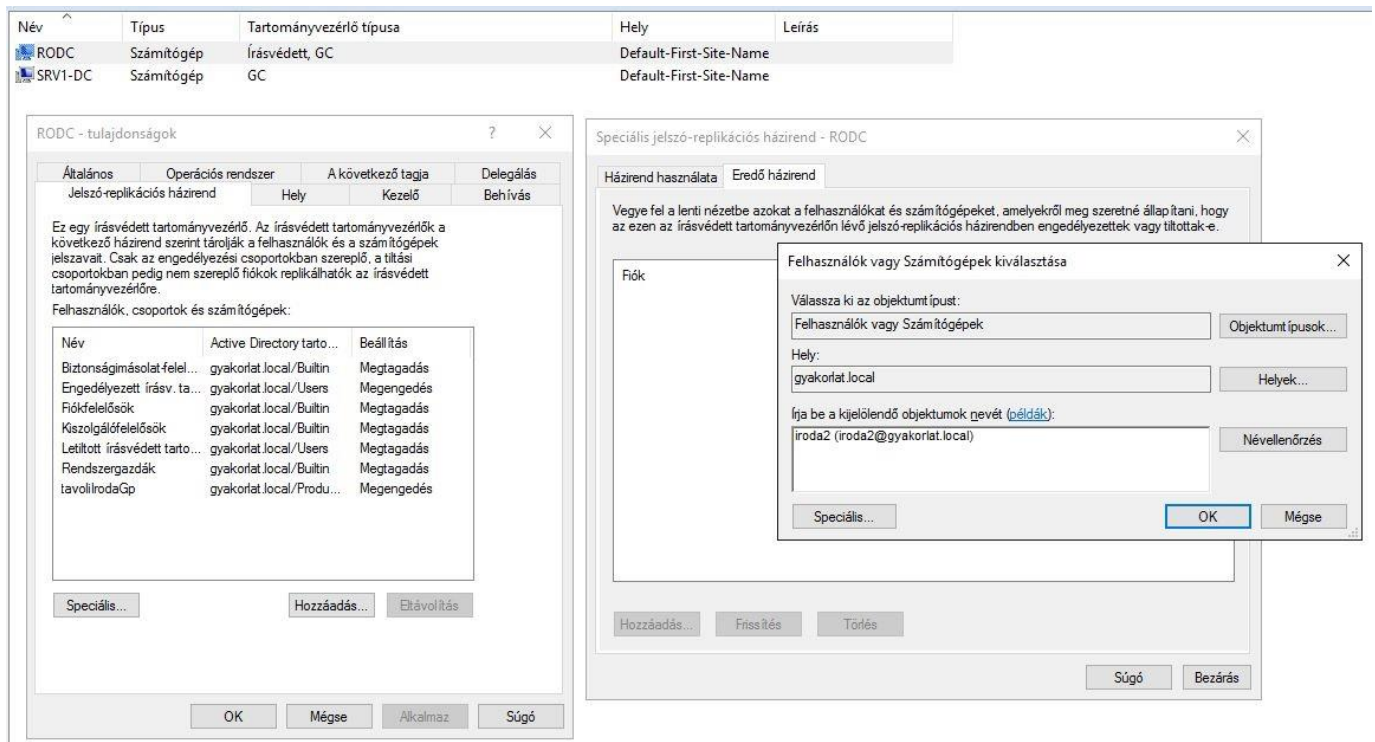 Név Típus Tartományvezérlő típusa Hely Leírás
RODC Számítógép Írásvédett, GC Default-First-Site-Name
SRV1-DC Számítógép GC Default-First-Site-Name
RODC - tulajdonságok ?
Általános Operációs rendszer A következő tagja Delegálás
Jelszó-replikációs házirend Hely Kezelő Behívás
Ez egy írásvédett tartományvezérlő. Az írásvédett tartományvezérlők a
következő házirend szerint tárolják a felhasználók és a számítógépek
jelszavait. Csak az engedélyezési csoportokban szereplő, a tiltási
csoportokban pedig nem szereplő fiókok replikálhatók az írásvédett
tartományvezérlőre.
Felhasználók, csoportok és számítógépek:
Név Active Directory tarto... Beállítás
Biztonságimásolat-felel... gyakorlat.local/Builtin Megtagadás
Engedélyezett írásv. ta... gyakorlat.local/Users Megengedés
Fiókfelelősök gyakorlat.local/Builtin Megtagadás
Kiszolgálófelelősök gyakorlat.local/Builtin Megtagadás
Letiltott írásvédett tarto... gyakorlat.local/Users Megtagadás
Rendszergazdák gyakorlat.local/Builtin Megtagadás
tavoliIrodaGp gyakorlat.local/Produ... Megengedés
Speciális... Hozzáadás... Eltávolítás
OK Mégse Alkalmaz Súgó
Speciális jelszó-replikációs házirend - RODC
Házirend használata Eredő házirend
Vegye fel a lenti nézetbe azokat a felhasználókat és számítógépeket, amelyekről meg szeretné állapítani, hogy
az ezen az írásvédett tartományvezérlőn lévő jelszó-replikációs házirendben engedélyezettek vagy tiltottak-e.
Fiók
Hozzáadás... Frissítés Törlés
Súgó Bezárás
Felhasználók vagy Számítógépek kiválasztása
Válassza ki az objektumtípust:
Felhasználók vagy Számítógépek Objektumtípusok...
Hely:
gyakorlat.local Helyek...
Írja be a kijelölendő objektumok nevét (példák):
iroda2 (iroda2@gyakorlat.local) Névellenőrzés
Speciális... OK Mégse